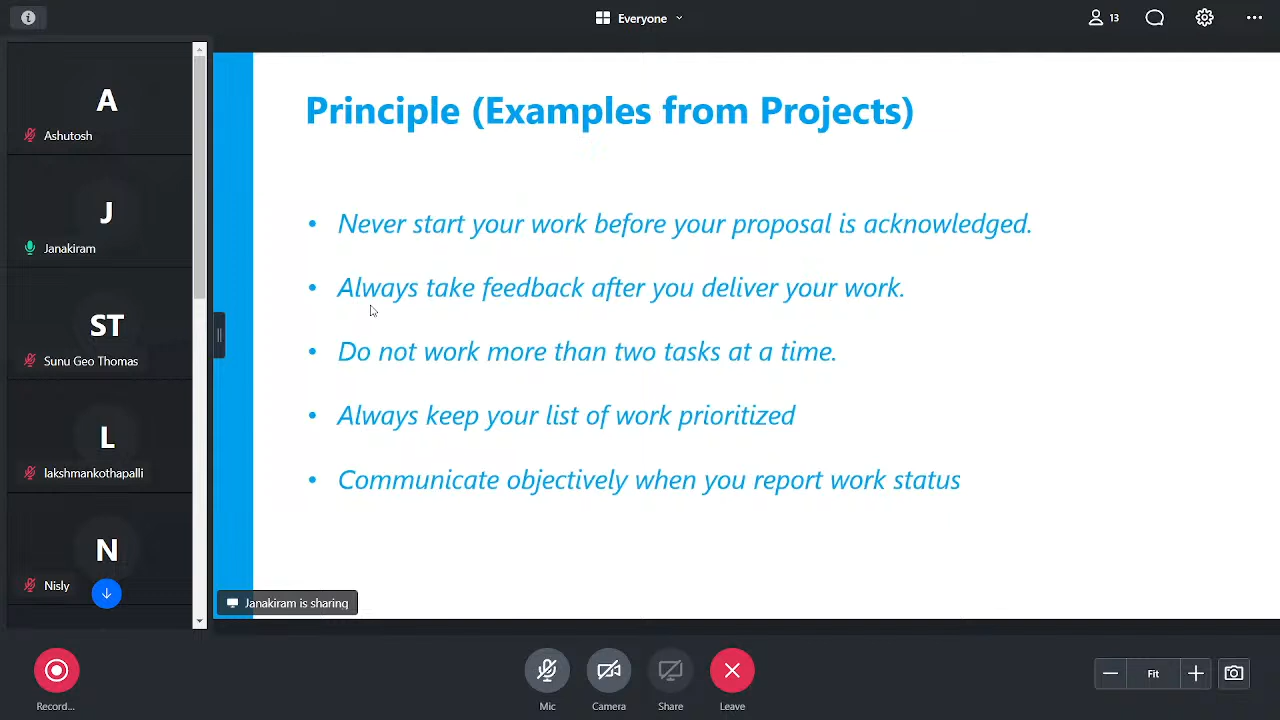 Everyone
13
A
Ashutosh
J
Janakiram
ST
Sunu Geo Thomas
L
lakshmankothapalli
N
Nisly
Principle (Examples from Projects)
• Never start your work before your proposal is acknowledged.
• Always take feedback after you deliver your work.
• Do not work more than two tasks at a time.
• Always keep your list of work prioritized
• Communicate objectively when you report work status
Janakiram is sharing
Record...
Mic
Camera
Share
Leave
Fit